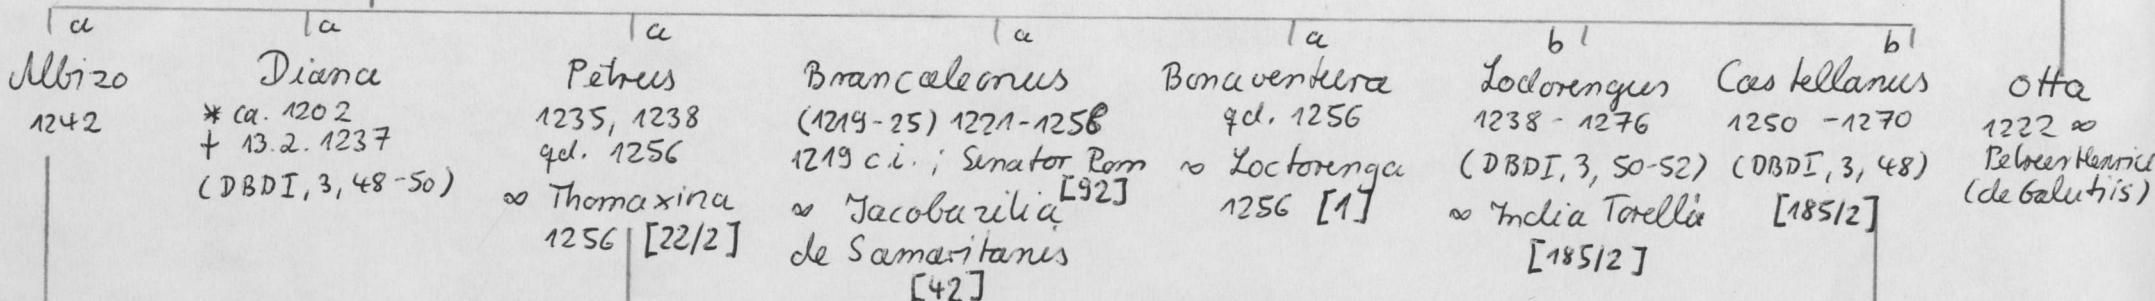 a a a a a b b
Albizo
1242
Diana
* ca. 1202
† 13.2.1237
(DBDI, 3, 48-50)
Petrus
1235, 1238
qd. 1256
∞ Thomaxina
1256 [22/2]
Brancaleonus
(1219-25) 1221-1258
1219 c.i.; Senator Rom
[92]
∞ Jacobazilia
de Samaritanis
[42]
Bonaventura
qd. 1256
∞ Loctorenga
1256 [1]
Lodorengus
1238 - 1276
(DBDI, 3, 50-52)
∞ India Torellia
[185/2]
Castellanus
1250 - 1270
(DBDI, 3, 48)
[185/2]
Otta
1222 ∞
Petrus Henrici
(de Galutiis)